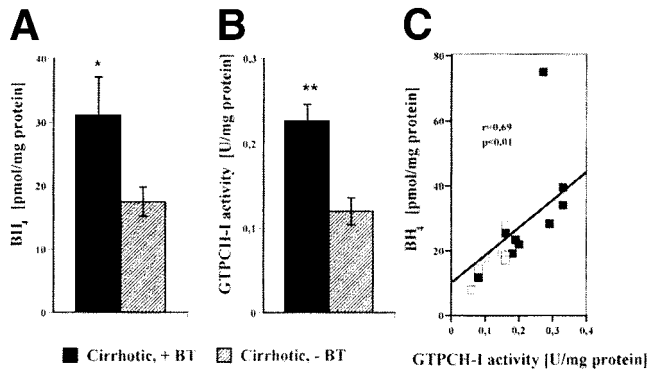 A
B
C
BH4 [pmol/mg protein]
40
30
20
10
0
*
GTPCH-I activity [U/mg protein]
0,3
0,2
0,1
0,0
**
BH4 [pmol/mg protein]
80
60
40
20
0
r=0,69
p<0,01
0 0,1 0,2 0,3 0,4
GTPCH-I activity [U/mg protein]
Cirrhotic, + BT Cirrhotic, - BT